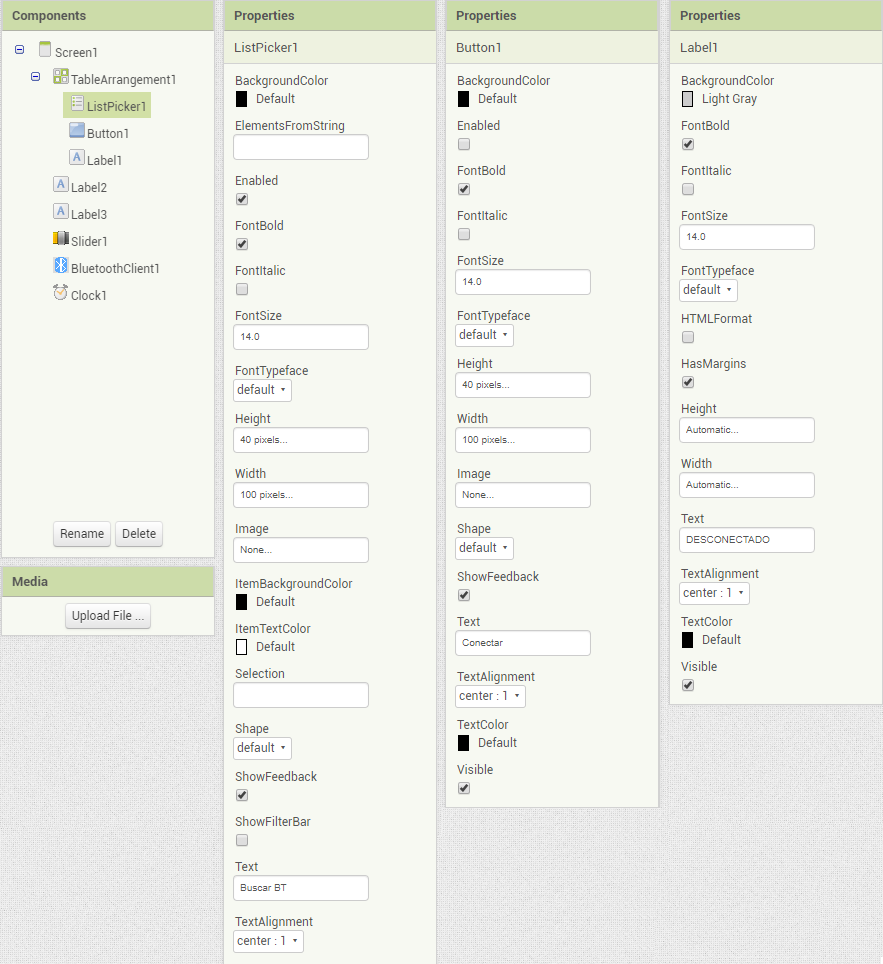 Components
Screen1
TableArrangement1
ListPicker1
Button1
A Label1
A Label2
A Label3
Slider1
BluetoothClient1
Clock1
Rename Delete
Media
Upload File ...
Properties
ListPicker1
BackgroundColor
Default
ElementsFromString
Enabled
FontBold
FontItalic
FontSize
14.0
FontTypeface
default
Height
40 pixels...
Width
100 pixels...
Image
None...
ItemBackgroundColor
Default
ItemTextColor
Default
Selection
Shape
default
ShowFeedback
ShowFilterBar
Text
Buscar BT
TextAlignment
center : 1
Properties
Button1
BackgroundColor
Default
Enabled
FontBold
FontItalic
FontSize
14.0
FontTypeface
default
Height
40 pixels...
Width
100 pixels...
Image
None...
Shape
default
ShowFeedback
Text
Conectar
TextAlignment
center : 1
TextColor
Default
Visible
Properties
Label1
BackgroundColor
Light Gray
FontBold
FontItalic
FontSize
14.0
FontTypeface
default
HTMLFormat
HasMargins
Height
Automatic...
Width
Automatic...
Text
DESCONECTADO
TextAlignment
center : 1
TextColor
Default
Visible